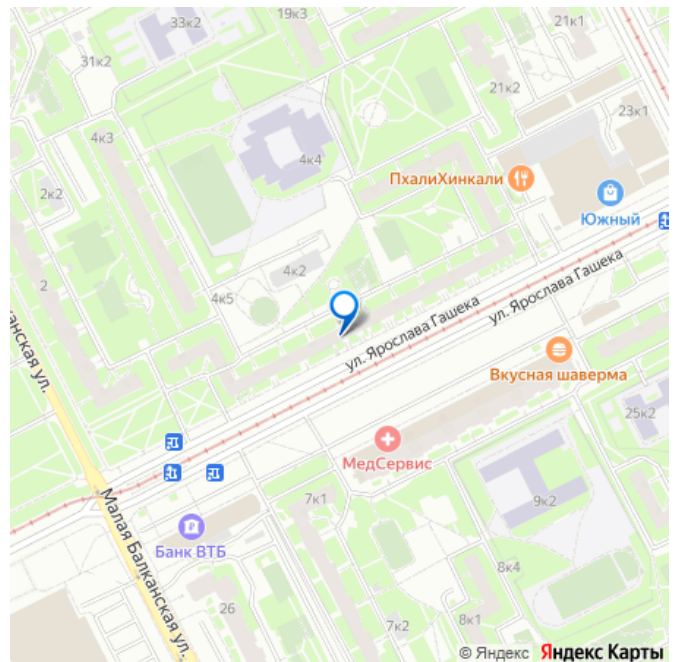 19к3
21к1
33к2
31к2
21к2
23к1
4к3
4к4
ПхалиХинкали
2к2
Южный
4к2
2
4к5
ул. Ярослава Гашека
ул. Ярослава Гашека
канская ул.
Вкусная шаверма
25к2
МедСервис
7к1
9к2
Малая Балканская ул.
Банк ВТБ
8к4
26
7к2
8к1
© Яндекс Яндекс Карты